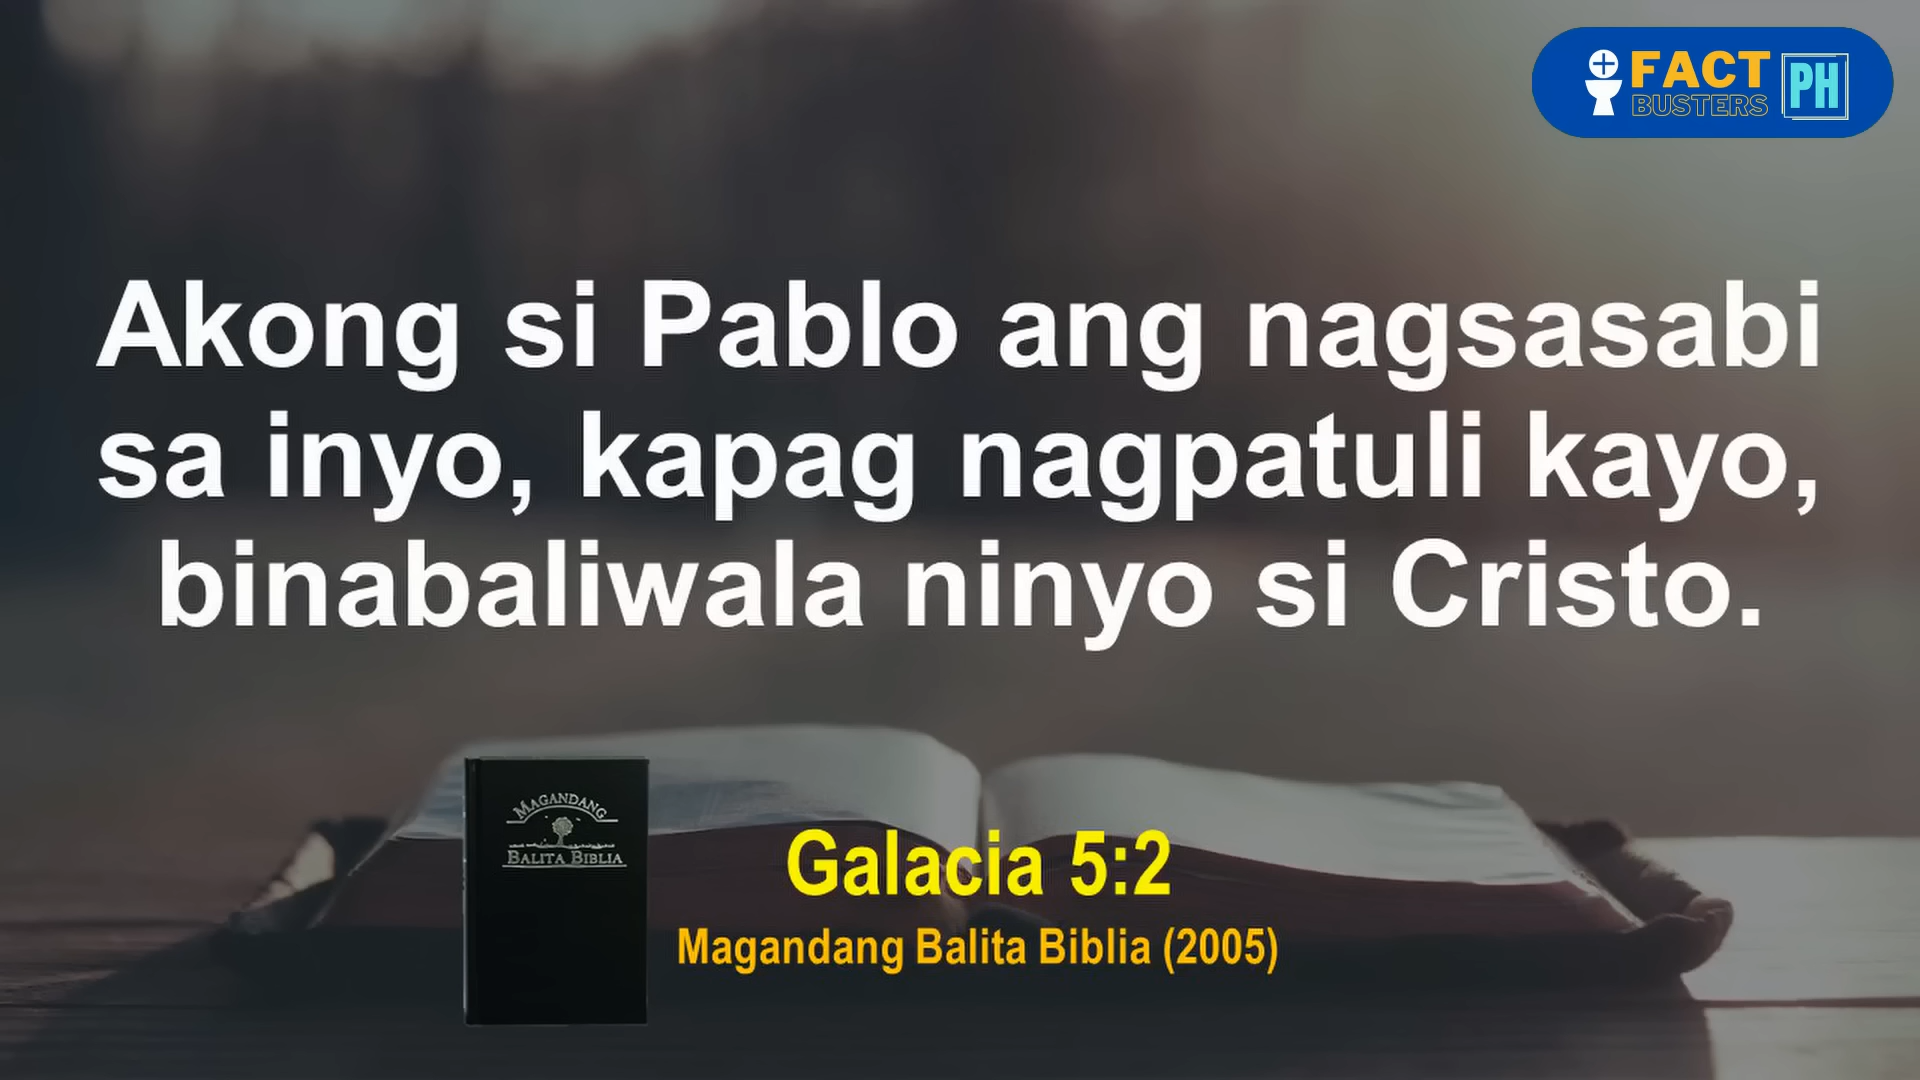 FACT
BUSTERS
PH
Akong si Pablo ang nagsasabi
sa inyo, kapag nagpatuli kayo,
binabaliwala ninyo si Cristo.
MAGANDANG
BALITA BIBLIA
Galacia 5:2
Magandang Balita Biblia (2005)